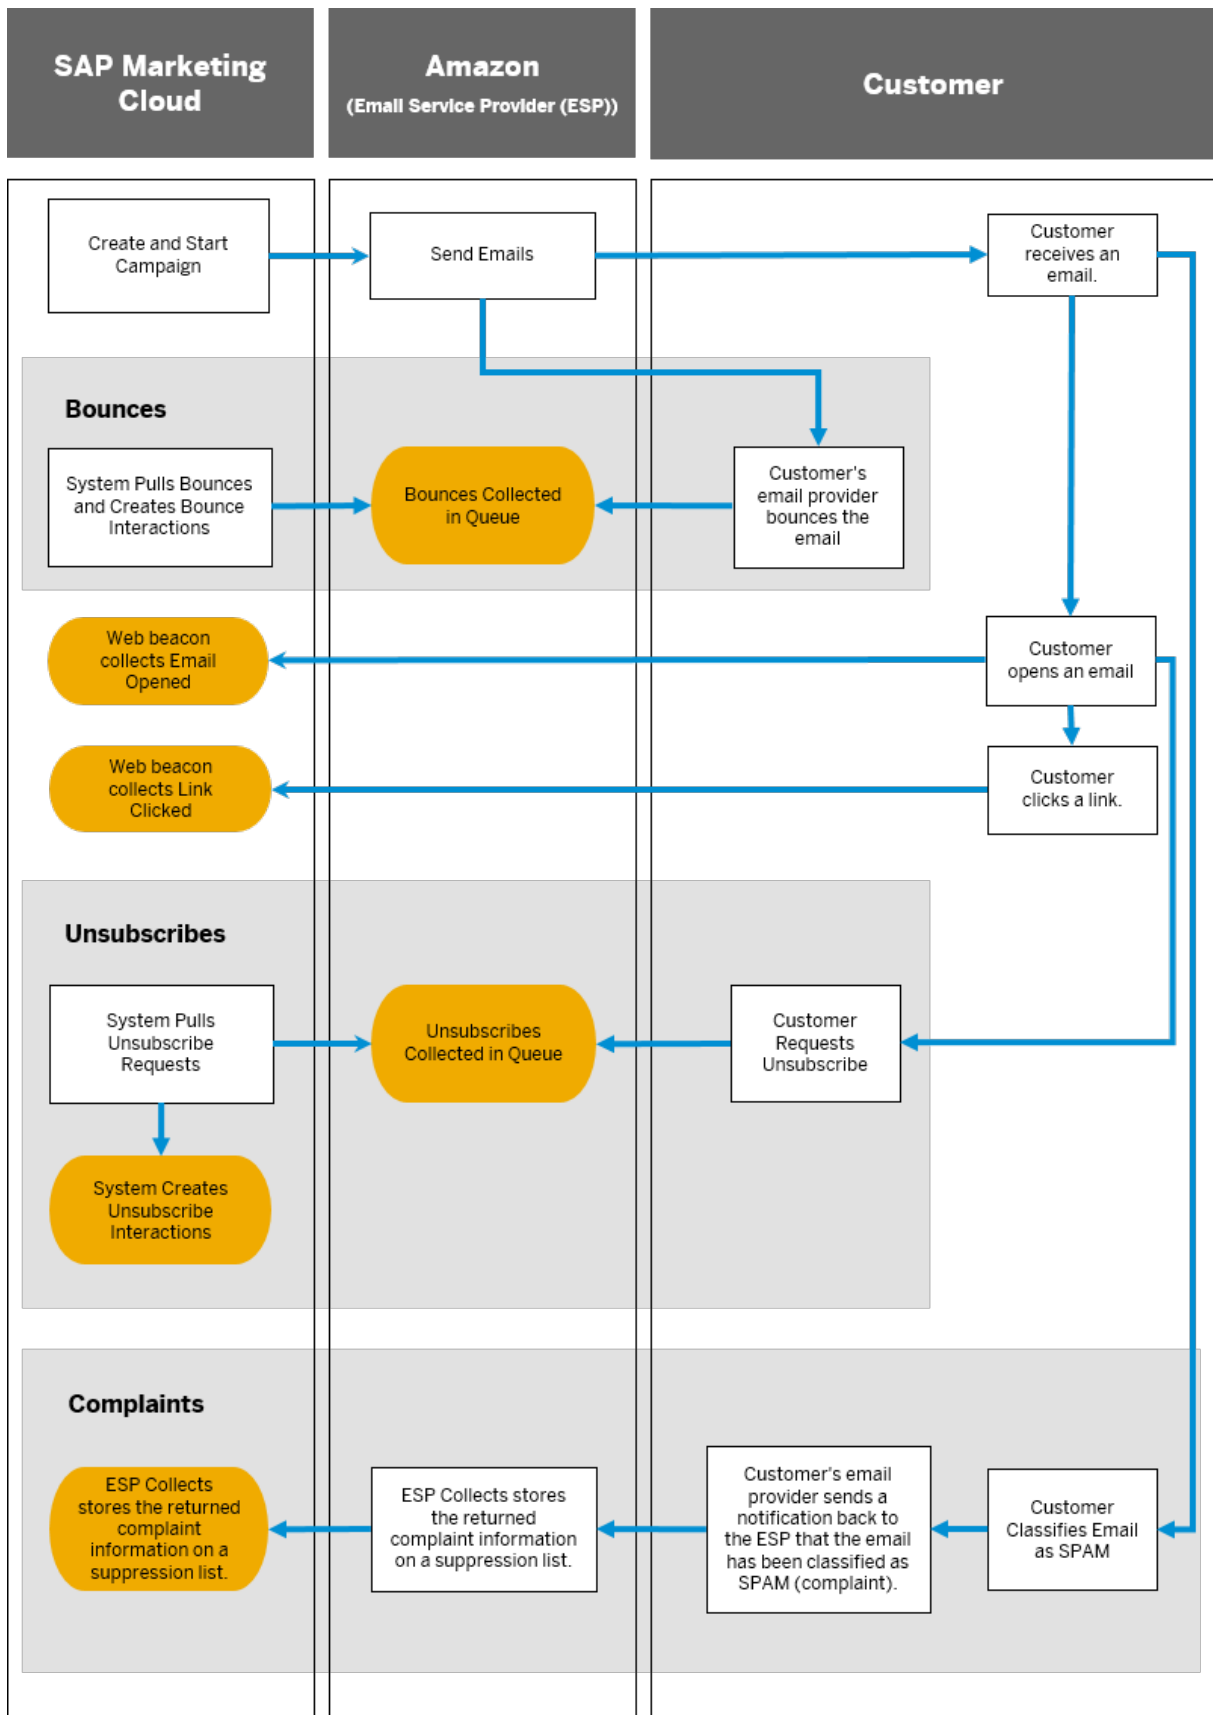 SAP Marketing
Cloud
Amazon
(Email Service Provider (ESP))
Customer
Create and Start
Campaign
Send Emails
Customer
receives an
email.
Bounces
System Pulls Bounces
and Creates Bounce
Interactions
Bounces Collected
in Queue
Customer's
email provider
bounces the
email
Web beacon
collects Email
Opened
Customer
opens an email
Web beacon
collects Link
Clicked
Customer
clicks a link.
Unsubscribes
System Pulls
Unsubscribe
Requests
Unsubscribes
Collected in Queue
Customer
Requests
Unsubscribe
System Creates
Unsubscribe
Interactions
Complaints
ESP Collects
stores the returned
complaint
information on a
suppression list.
ESP Collects stores
the returned
complaint information
on a suppression list.
Customer's email
provider sends a
notification back to
the ESP that the email
has been classified as
SPAM (complaint).
Customer
Classifies Email
as SPAM